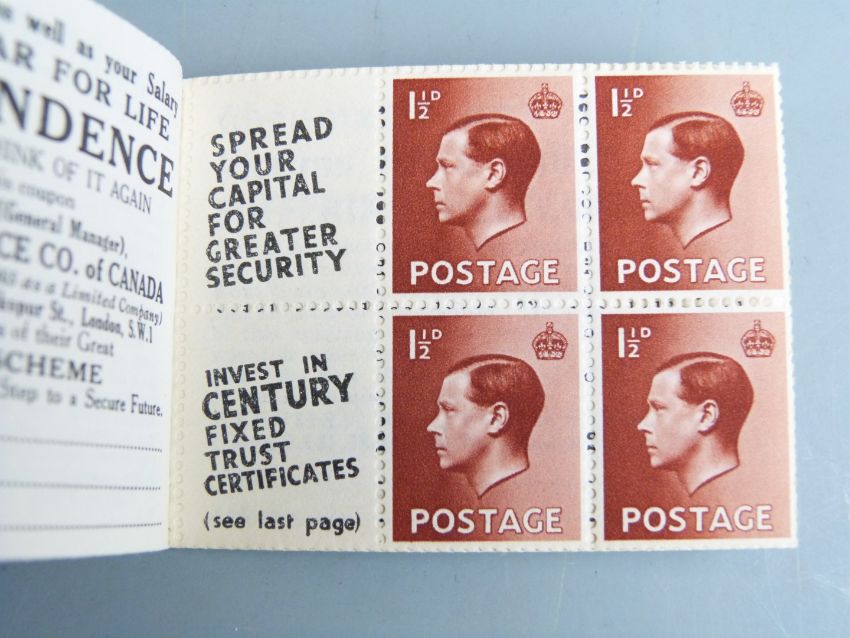 well as your Salary
AR FOR LIFE
NDENCE
INK OF IT AGAIN
coupon
(General Manager),
CE CO. of CANADA
as a Limited Company)
St., London, S.W.1
of their Great
SCHEME
Step to a Secure Future.
SPREAD
YOUR
CAPITAL
FOR
GREATER
SECURITY
INVEST IN
CENTURY
FIXED
TRUST
CERTIFICATES
(see last page)
1½D
POSTAGE
1½D
POSTAGE
1½D
POSTAGE
1½D
POSTAGE